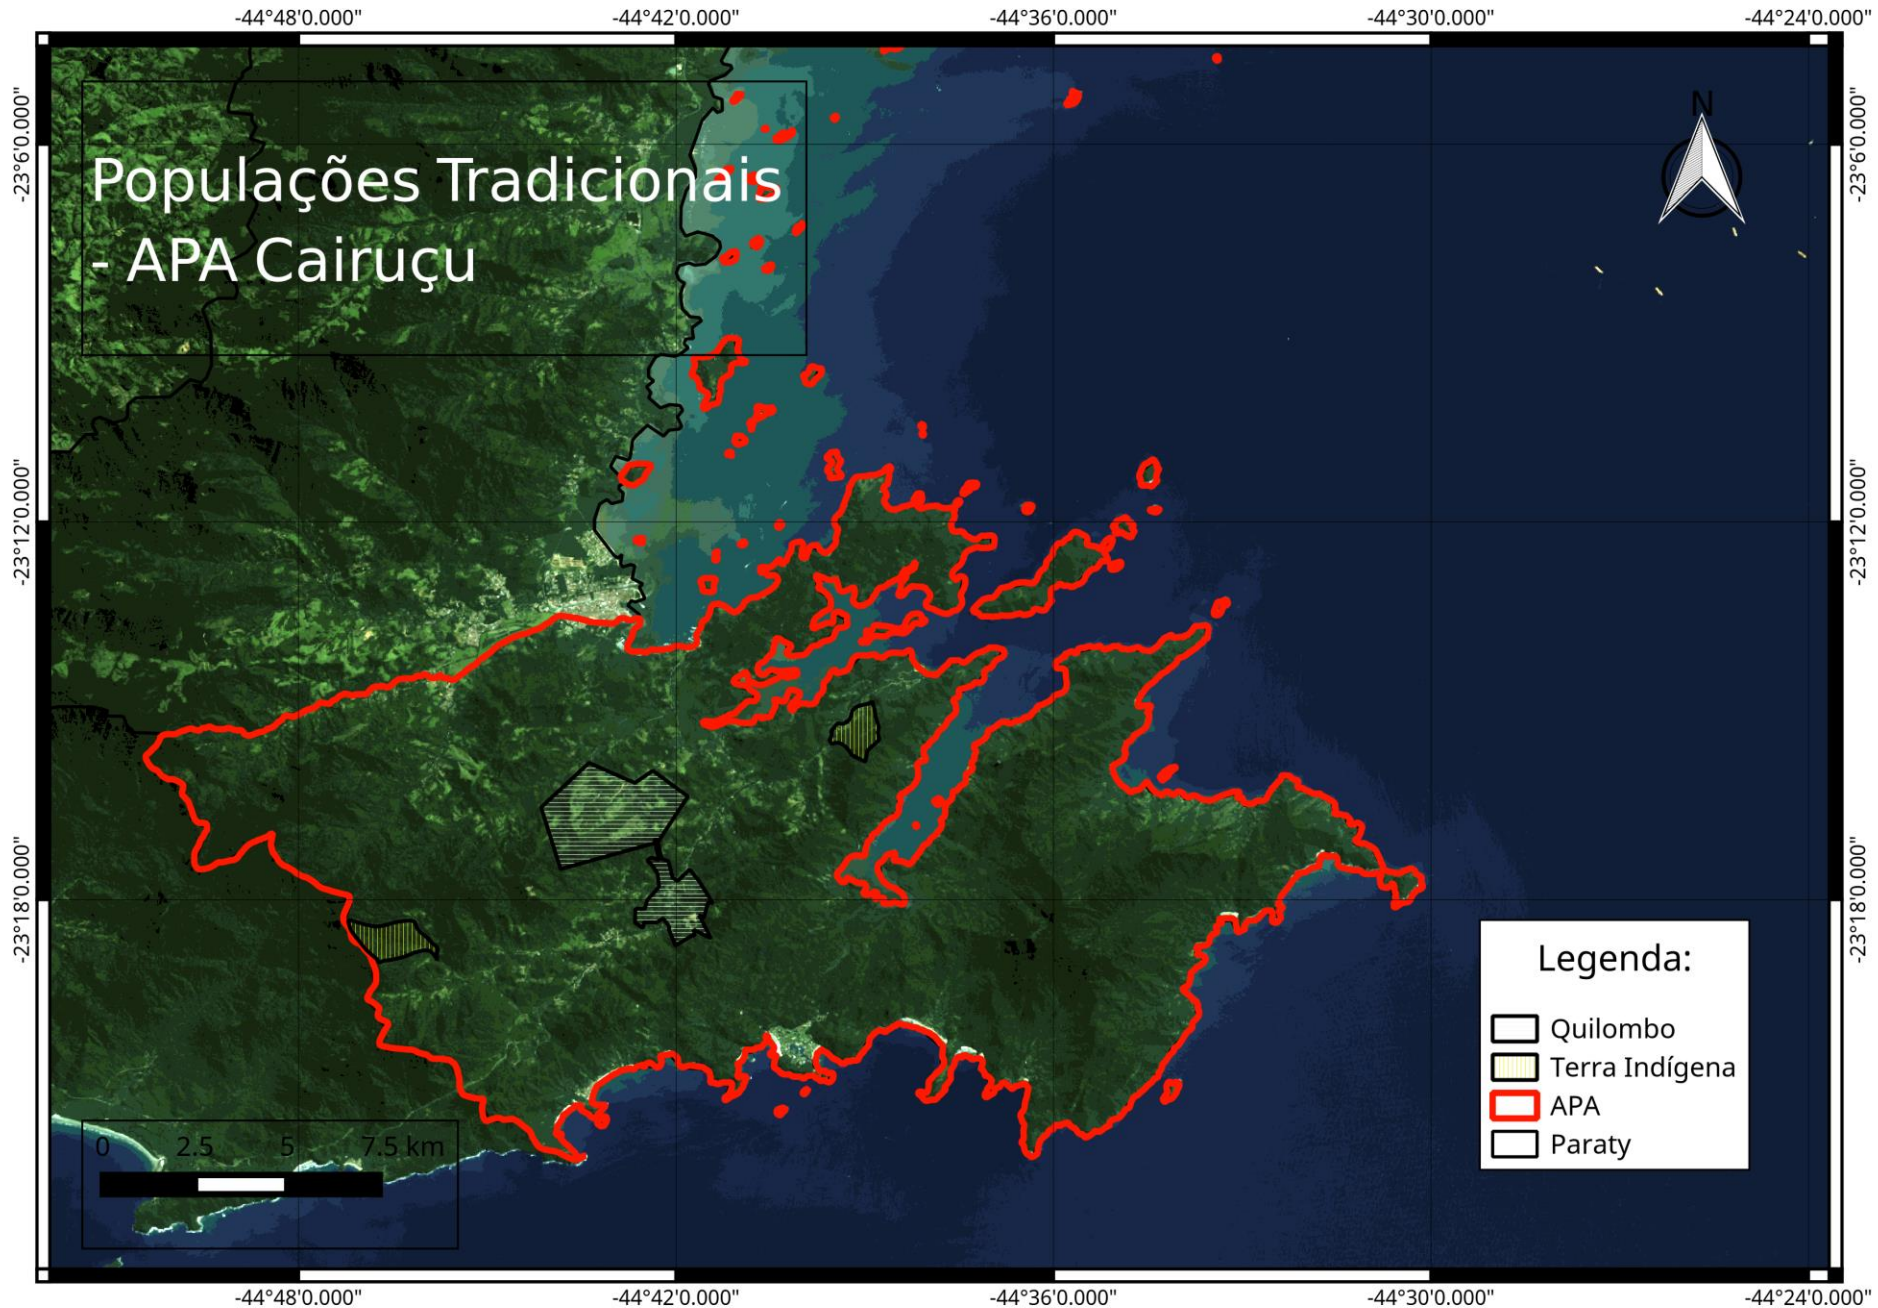 -44°48'0.000" -44°42'0.000" -44°36'0.000" -44°30'0.000" -44°24'0.000"
-23°6'0.000" -23°6'0.000"
N
Populações Tradicionais
- APA Cairuçu
-23°12'0.000" -23°12'0.000"
-23°18'0.000" -23°18'0.000"
Legenda:
Quilombo
Terra Indígena
APA
Paraty
0 2.5 5 7.5 km
-44°48'0.000" -44°42'0.000" -44°36'0.000" -44°30'0.000" -44°24'0.000"